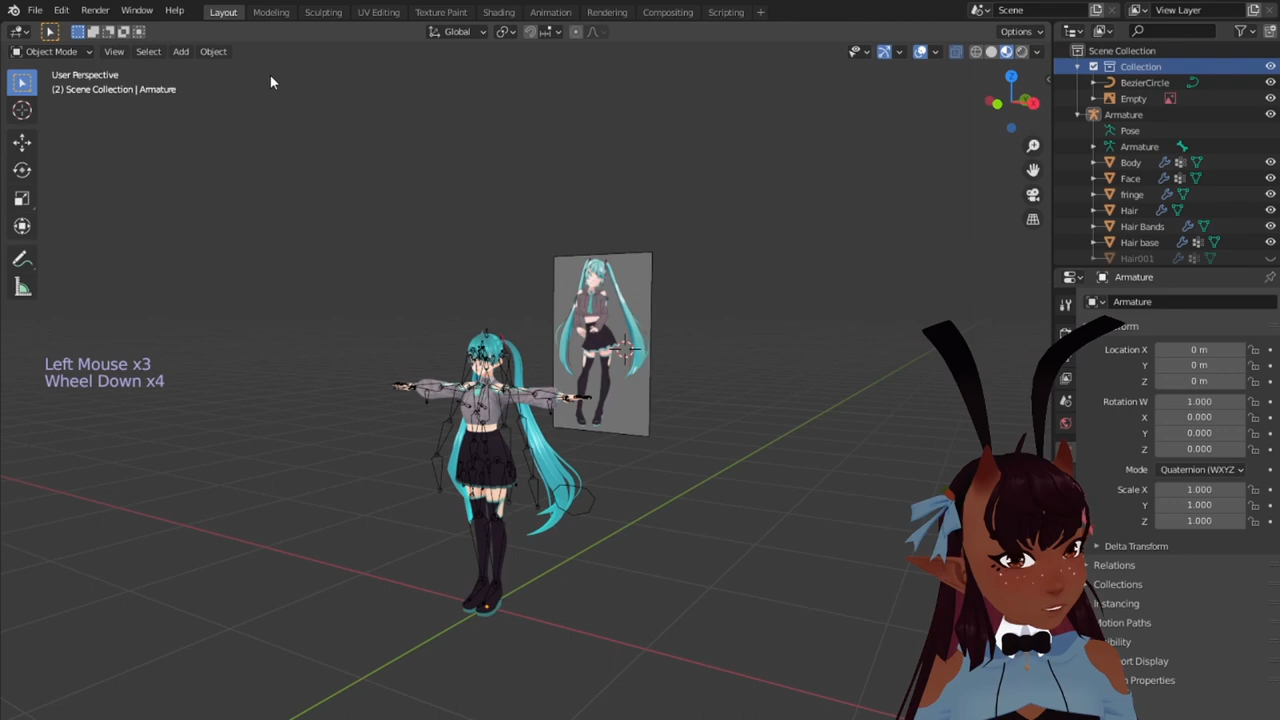 File Edit Render Window Help Layout Modeling Sculpting UV Editing Texture Paint Shading Animation Rendering Compositing Scripting + Scene View Layer
Global Options
Object Mode View Select Add Object
User Perspective
(2) Scene Collection | Armature
Left Mouse x3
Wheel Down x4
Z
X
Scene Collection
Collection
BezierCircle
Empty
Armature
Pose
Armature
Body
Face
fringe
Hair
Hair Bands
Hair base
Hair001
Armature
Armature
Location X 0 m
Y 0 m
Z 0 m
Rotation W 1.000
X 0.000
Y 0.000
Z 0.000
Mode Quaternion (WXYZ
Scale X 1.000
Y 1.000
Z 1.000
Delta Transform
Relations
Collections
Instancing
Motion Paths